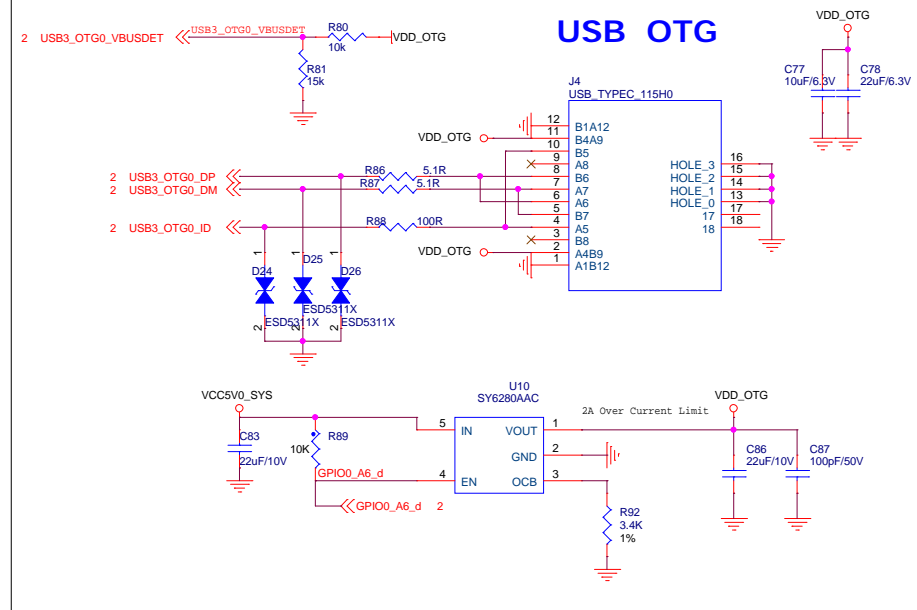 USB OTG
2 USB3_OTG0_VBUSDET
USB3_OTG0_VBUSDET
R80
10k
VDD_OTG
R81
15k
VDD_OTG
C77
10uF/6.3V
C78
22uF/6.3V
J4
USB_TYPEC_115H0
12 B1A12
VDD_OTG
11 B4A9
10 B5
9 A8
8 B6
7 A7
6 A6
5 B7
4 A5
3 B8
2 A4B9
1 A1B12
HOLE_3 16
HOLE_2 15
HOLE_1 14
HOLE_0 13
17 17
18 18
2 USB3_OTG0_DP
R86 5.1R
2 USB3_OTG0_DM
R87 5.1R
2 USB3_OTG0_ID
R88 100R
VDD_OTG
1
D24
2
ESD5311X
1
D25
2
ESD5311X
1
D26
2
ESD5311X
VCC5V0_SYS
C83
22uF/10V
R89
10K
GPIO0_A6_d
GPIO0_A6_d 2
U10
SY6280AAC
5 IN
4 EN
VOUT 1
GND 2
OCB 3
2A Over Current Limit
VDD_OTG
R92
3.4K
1%
C86
22uF/10V
C87
100pF/50V